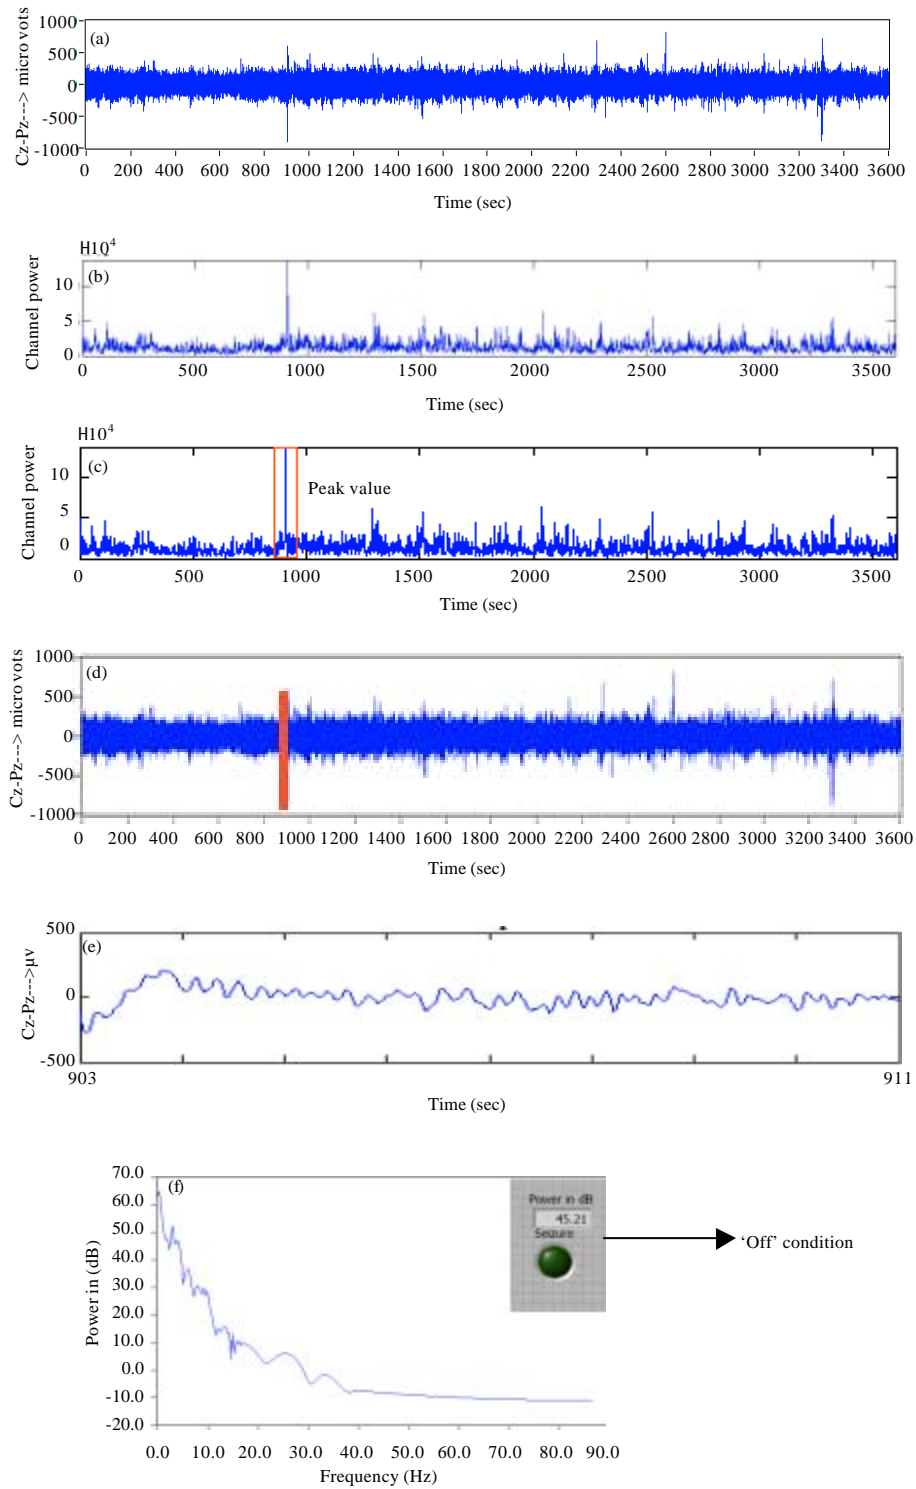 (a)
Cz-Pz---> micro vots
1000
500
0
-500
-1000
0 200 400 600 800 1000 1200 1400 1600 1800 2000 2200 2400 2600 2800 3000 3200 3400 3600
Time (sec)
H10^4
(b)
Channel power
10
5
0
0 500 1000 1500 2000 2500 3000 3500
Time (sec)
H10^4
(c)
Channel power
10
5
0
Peak value
0 500 1000 1500 2000 2500 3000 3500
Time (sec)
(d)
Cz-Pz---> micro vots
1000
500
0
-500
-1000
0 200 400 600 800 1000 1200 1400 1600 1800 2000 2200 2400 2600 2800 3000 3200 3400 3600
Time (sec)
(e)
Cz-Pz--->µv
500
0
-500
903 911
Time (sec)
(f)
Power in (dB)
70.0
60.0
50.0
40.0
30.0
20.0
10.0
0.0
-10.0
-20.0
Power in dB
45.21
Seizure
‘Off’ condition
0.0 10.0 20.0 30.0 40.0 50.0 60.0 70.0 80.0 90.0
Frequency (Hz)